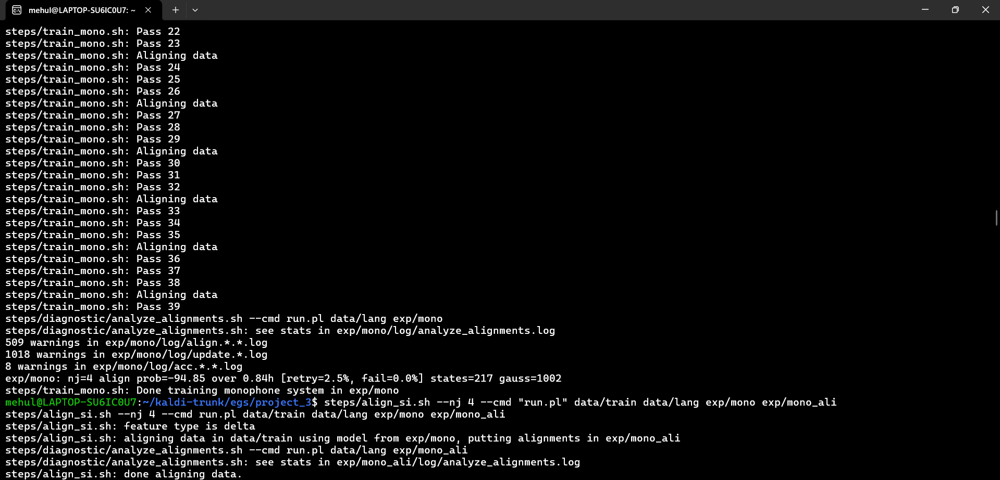 mehul@LAPTOP-SU6IC0U7: ~
steps/train_mono.sh: Pass 22
steps/train_mono.sh: Pass 23
steps/train_mono.sh: Aligning data
steps/train_mono.sh: Pass 24
steps/train_mono.sh: Pass 25
steps/train_mono.sh: Pass 26
steps/train_mono.sh: Aligning data
steps/train_mono.sh: Pass 27
steps/train_mono.sh: Pass 28
steps/train_mono.sh: Pass 29
steps/train_mono.sh: Aligning data
steps/train_mono.sh: Pass 30
steps/train_mono.sh: Pass 31
steps/train_mono.sh: Pass 32
steps/train_mono.sh: Aligning data
steps/train_mono.sh: Pass 33
steps/train_mono.sh: Pass 34
steps/train_mono.sh: Pass 35
steps/train_mono.sh: Aligning data
steps/train_mono.sh: Pass 36
steps/train_mono.sh: Pass 37
steps/train_mono.sh: Pass 38
steps/train_mono.sh: Aligning data
steps/train_mono.sh: Pass 39
steps/diagnostic/analyze_alignments.sh --cmd run.pl data/lang exp/mono
steps/diagnostic/analyze_alignments.sh: see stats in exp/mono/log/analyze_alignments.log
509 warnings in exp/mono/log/align.*.*.log
1018 warnings in exp/mono/log/update.*.log
8 warnings in exp/mono/log/acc.*.*.log
exp/mono: nj=4 align prob=-94.85 over 0.84h [retry=2.5%, fail=0.0%] states=217 gauss=1002
steps/train_mono.sh: Done training monophone system in exp/mono
mehul@LAPTOP-SU6IC0U7:~/kaldi-trunk/egs/project_3$ steps/align_si.sh --nj 4 --cmd "run.pl" data/train data/lang exp/mono exp/mono_ali
steps/align_si.sh --nj 4 --cmd run.pl data/train data/lang exp/mono exp/mono_ali
steps/align_si.sh: feature type is delta
steps/align_si.sh: aligning data in data/train using model from exp/mono, putting alignments in exp/mono_ali
steps/diagnostic/analyze_alignments.sh --cmd run.pl data/lang exp/mono_ali
steps/diagnostic/analyze_alignments.sh: see stats in exp/mono_ali/log/analyze_alignments.log
steps/align_si.sh: done aligning data.